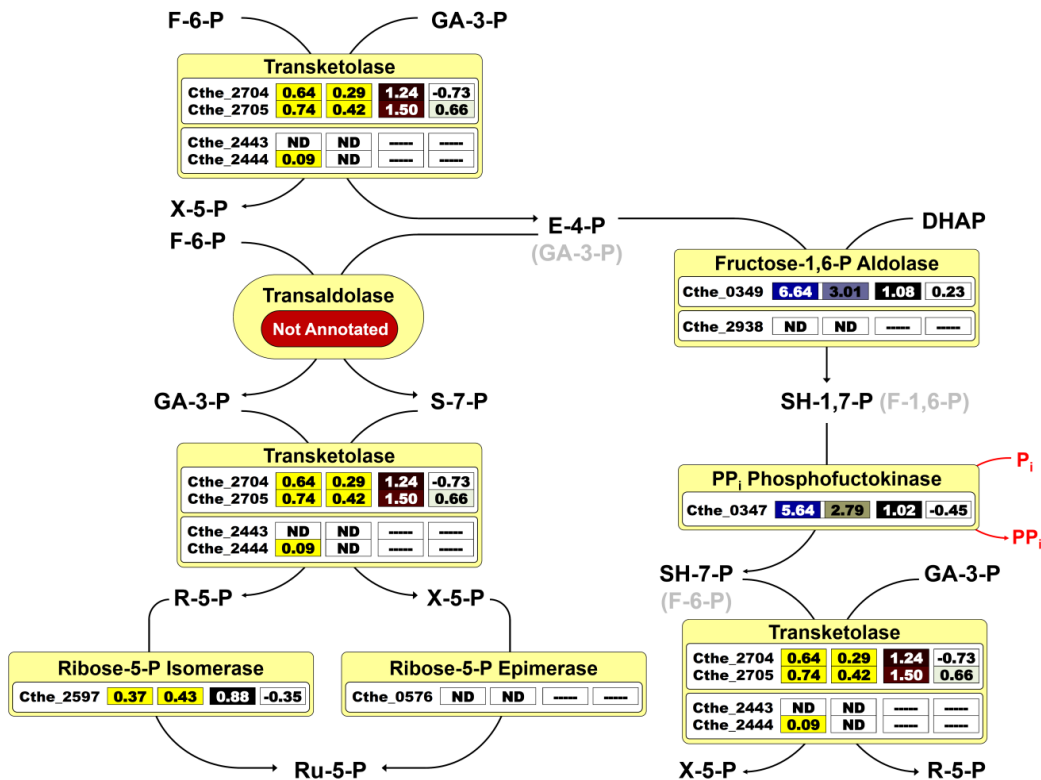 F-6-P GA-3-P
Transketolase
Cthe_2704 0.64 0.29 1.24 -0.73
Cthe_2705 0.74 0.42 1.50 0.66
Cthe_2443 ND ND ----- -----
Cthe_2444 0.09 ND ----- -----
X-5-P
F-6-P
E-4-P
(GA-3-P)
DHAP
Transaldolase
Not Annotated
Fructose-1,6-P Aldolase
Cthe_0349 6.64 3.01 1.08 0.23
Cthe_2938 ND ND ----- -----
GA-3-P S-7-P
SH-1,7-P (F-1,6-P)
Transketolase
Cthe_2704 0.64 0.29 1.24 -0.73
Cthe_2705 0.74 0.42 1.50 0.66
Cthe_2443 ND ND ----- -----
Cthe_2444 0.09 ND ----- -----
Pi
PPi Phosphofuctokinase
Cthe_0347 5.64 2.79 1.02 -0.45
PPi
R-5-P X-5-P
SH-7-P
(F-6-P)
GA-3-P
Ribose-5-P Isomerase
Cthe_2597 0.37 0.43 0.88 -0.35
Ribose-5-P Epimerase
Cthe_0576 ND ND ----- -----
Transketolase
Cthe_2704 0.64 0.29 1.24 -0.73
Cthe_2705 0.74 0.42 1.50 0.66
Cthe_2443 ND ND ----- -----
Cthe_2444 0.09 ND ----- -----
Ru-5-P
X-5-P R-5-P